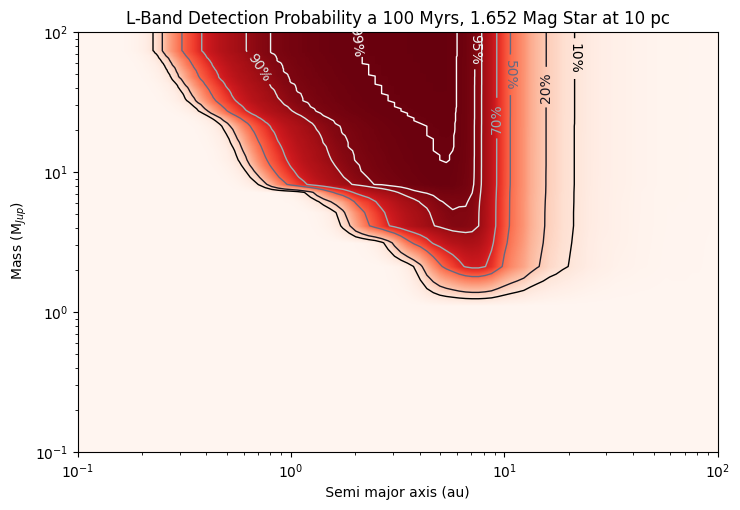 L-Band Detection Probability a 100 Myrs, 1.652 Mag Star at 10 pc
10²
99%
95%
10%
90%
50%
20%
70%
10¹
Mass (M_Jup)
10⁰
10⁻¹
10⁻¹ 10⁰ 10¹ 10²
Semi major axis (au)